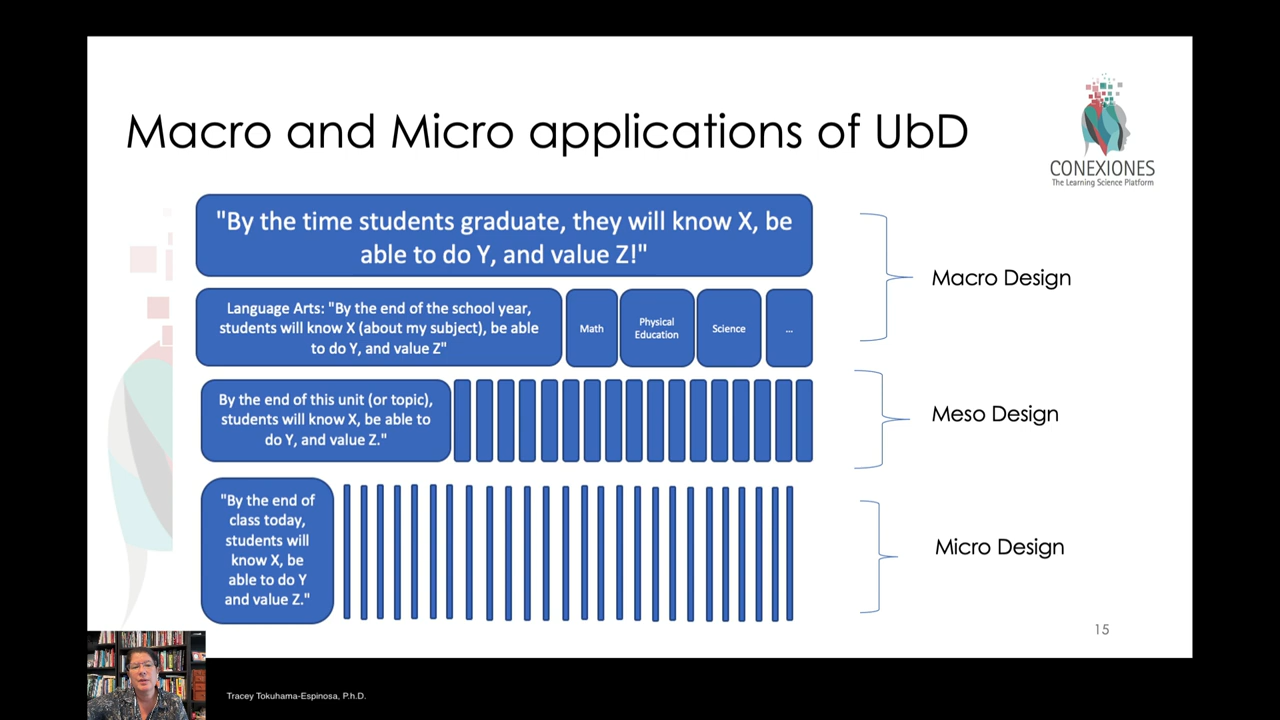 Macro and Micro applications of UbD
CONEXIONES
The Learning Science Platform
"By the time students graduate, they will know X, be
able to do Y, and value Z!"
Macro Design
Language Arts: "By the end of the school year,
students will know X (about my subject), be able
to do Y, and value Z"
Math
Physical
Education
Science
...
By the end of this unit (or topic),
students will know X, be able to
do Y, and value Z."
Meso Design
"By the end of
class today,
students will
know X, be
able to do Y
and value Z."
Micro Design
15
Tracey Tokuhama-Espinosa, Ph.D.